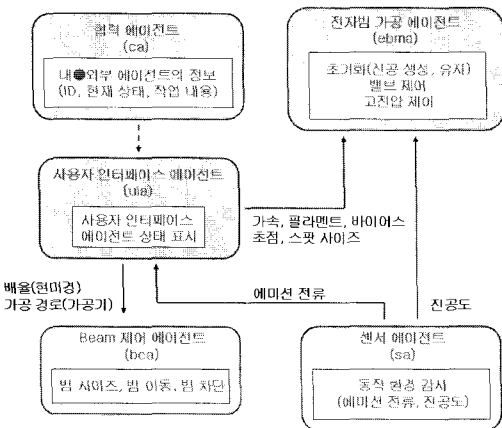 협력 에이전트
(ca)
내●외부 에이전트의 정보
(ID, 현재 상태, 작업 내용)
전자빔 가공 에이전트
(ebma)
초기화(진공 생성, 유지)
밸브 제어
고전압 제어
사용자 인터페이스 에이전트
(uia)
사용자 인터페이스
에이전트 상태 표시
가속, 필라멘트, 바이어스
초점, 스팟 사이즈
배율(현미경)
가공 경로(가공기)
에미션 전류
진공도
Beam 제어 에이전트
(bca)
빔 사이즈, 빔 이동, 빔 차단
센서 에이전트
(sa)
동작 환경 감시
(에미션 전류, 진공도)